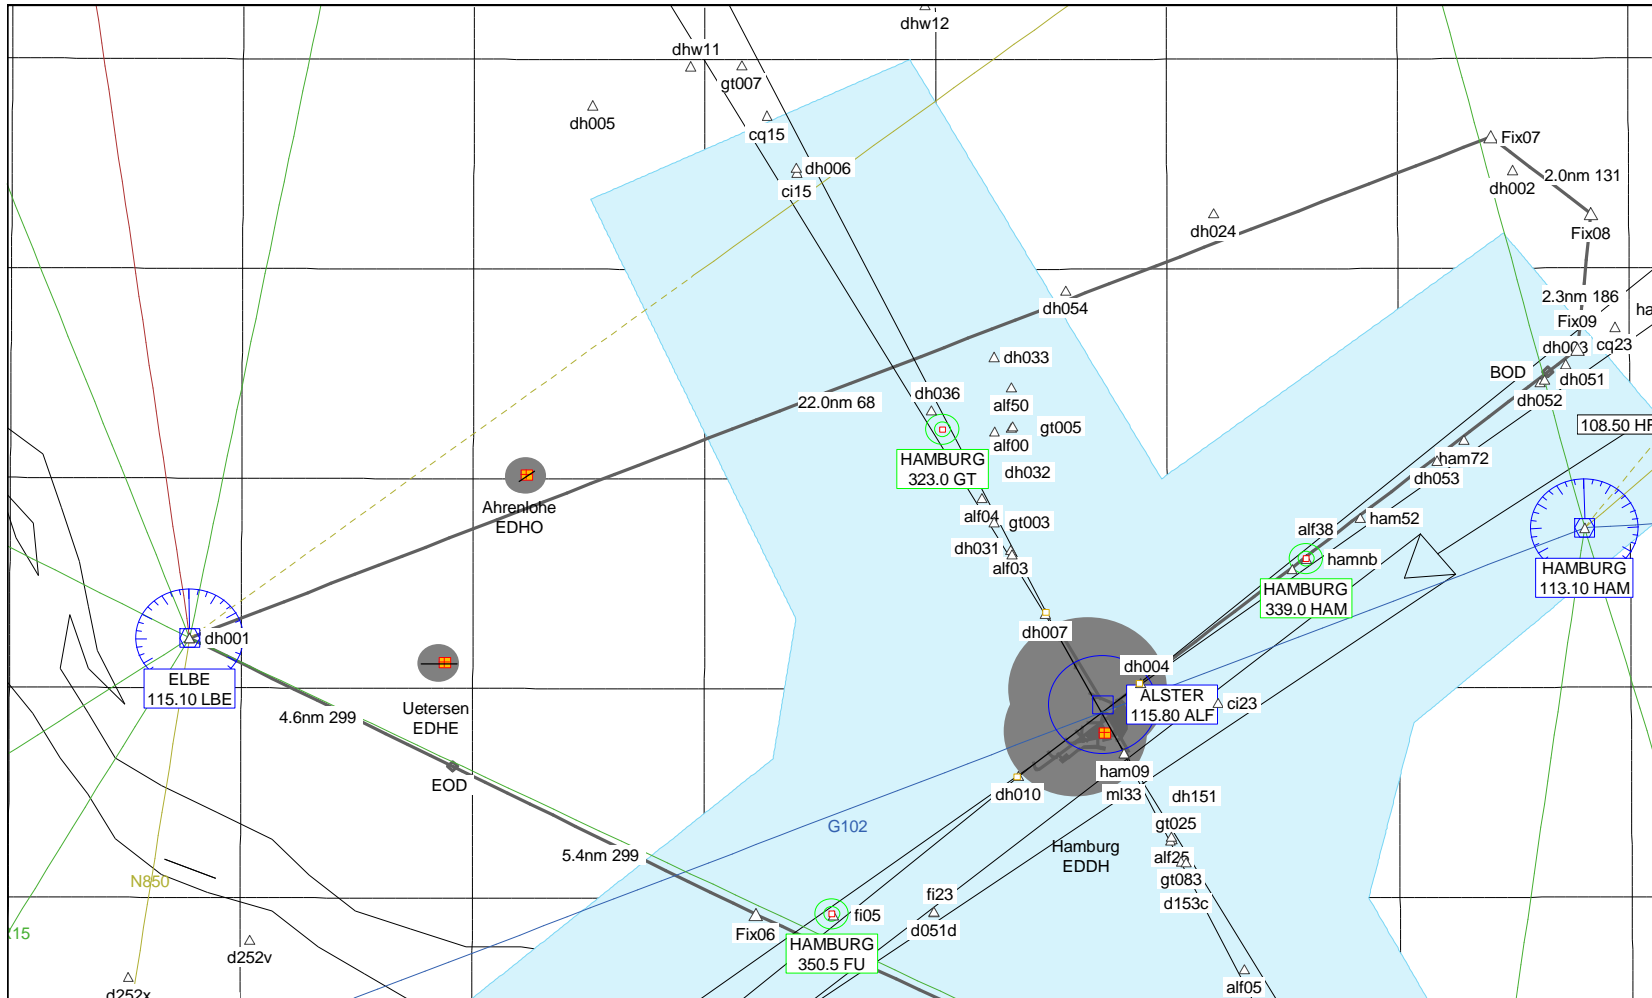 dhw12
dhw11
gt007
dh005
cq15
Fix07
dh006
ci15
dh002
2.0nm 131
dh024
Fix08
2.3nm 186
dh054
Fix09
cq23
dh033
BOD
dh051
dh052
22.0nm 68
dh036
alf50
gt005
alf00
HAMBURG
323.0 GT
dh032
ham72
dh053
Ahrenlohe
EDHO
alf04
gt003
ham52
alf38
dh031
alf03
hamnb
HAMBURG
339.0 HAM
HAMBURG
113.10 HAM
dh001
dh007
dh004
ELBE
115.10 LBE
ALSTER
115.80 ALF
ci23
Uetersen
EDHE
4.6nm 299
EOD
ham09
ml33
dh010
dh151
G102
gt025
Hamburg
EDDH
5.4nm 299
alf25
gt083
d153c
N850
fi23
fi05
d051d
Fix06
HAMBURG
350.5 FU
d252v
alf05
d252x